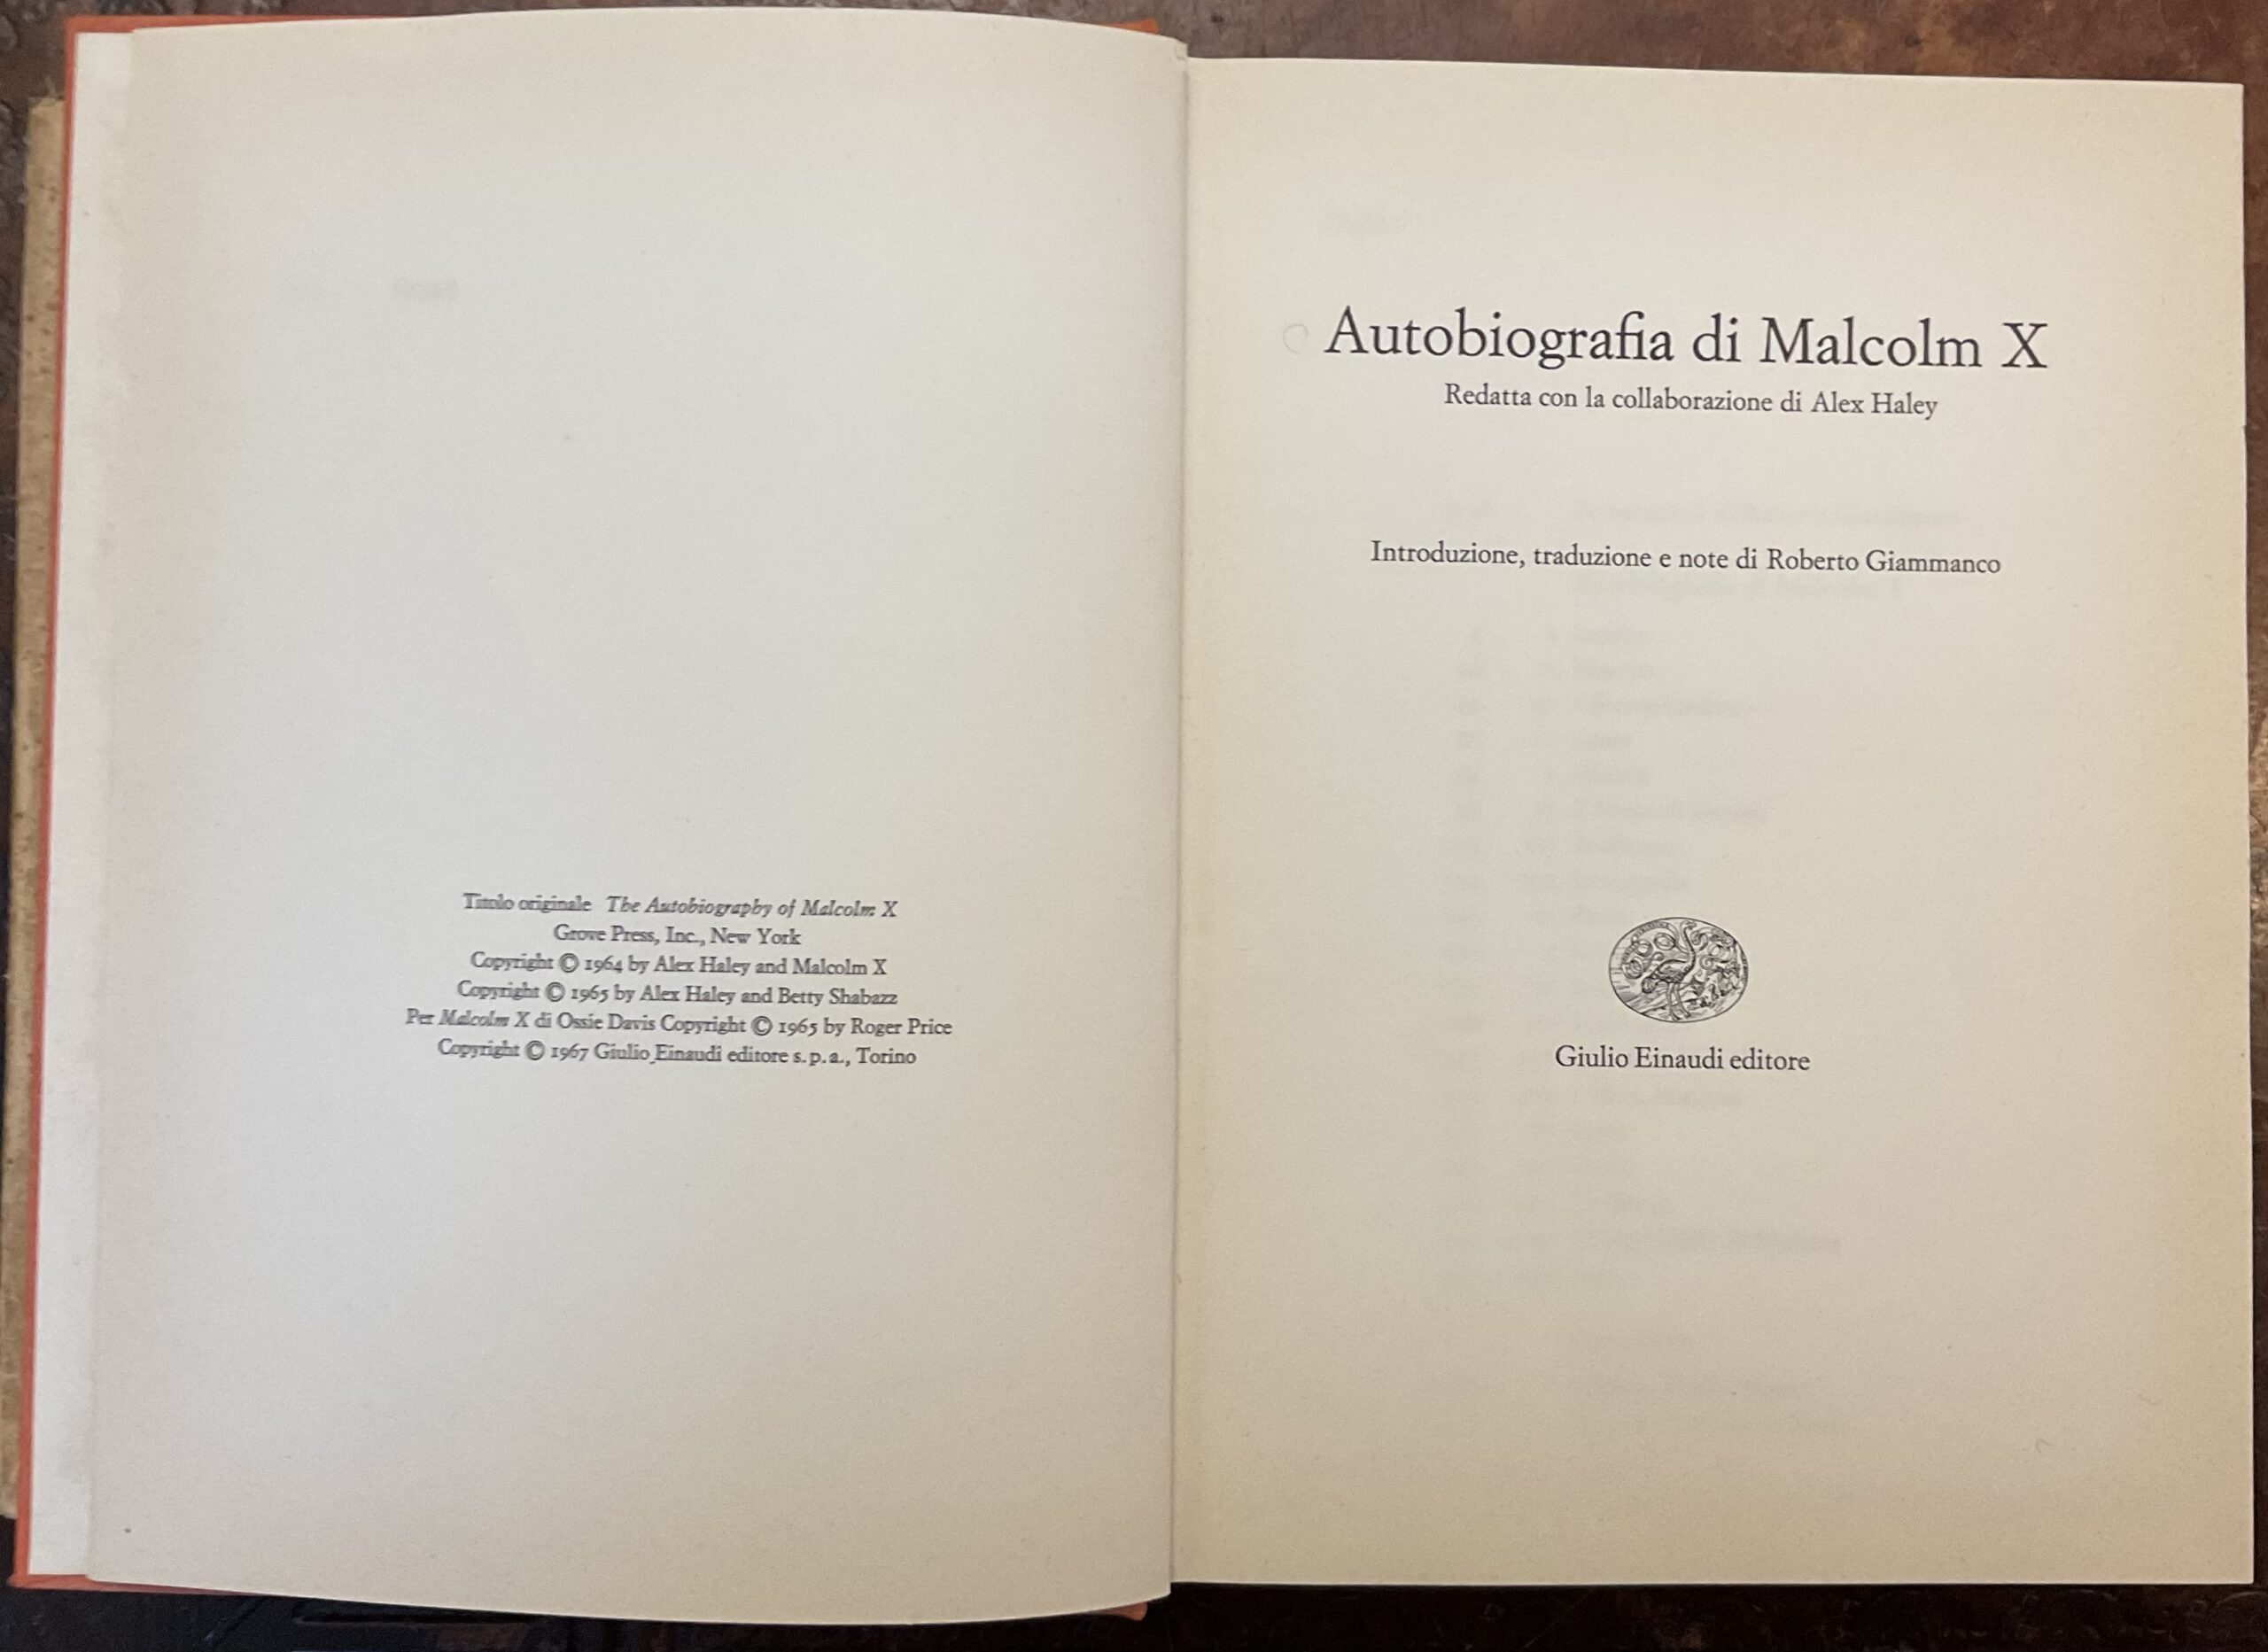 Titolo originale The Autobiography of Malcolm X
Grove Press, Inc., New York
Copyright © 1964 by Alex Haley and Malcolm X
Copyright © 1965 by Alex Haley and Betty Shabazz
Per Malcolm X di Ossie Davis Copyright © 1965 by Roger Price
Copyright © 1967 Giulio Einaudi editore s.p.a., Torino
Autobiografia di Malcolm X
Redatta con la collaborazione di Alex Haley
Introduzione, traduzione e note di Roberto Giammanco
Giulio Einaudi editore